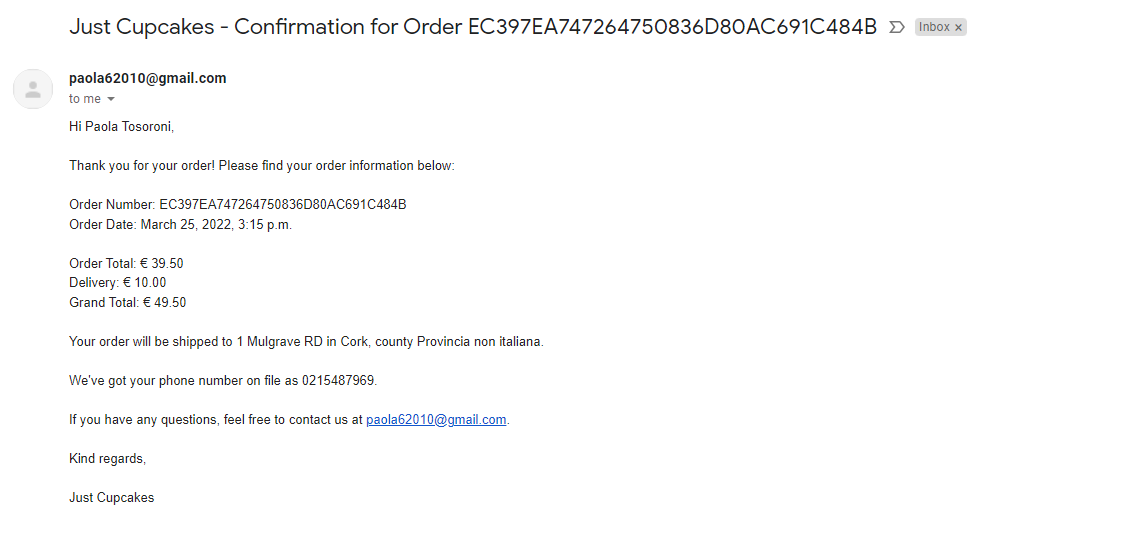 Just Cupcakes - Confirmation for Order EC397EA747264750836D80AC691C484B Inbox x
paola62010@gmail.com
to me
Hi Paola Tosoroni,
Thank you for your order! Please find your order information below:
Order Number: EC397EA747264750836D80AC691C484B
Order Date: March 25, 2022, 3:15 p.m.
Order Total: € 39.50
Delivery: € 10.00
Grand Total: € 49.50
Your order will be shipped to 1 Mulgrave RD in Cork, county Provincia non italiana.
We've got your phone number on file as 0215487969.
If you have any questions, feel free to contact us at paola62010@gmail.com.
Kind regards,
Just Cupcakes